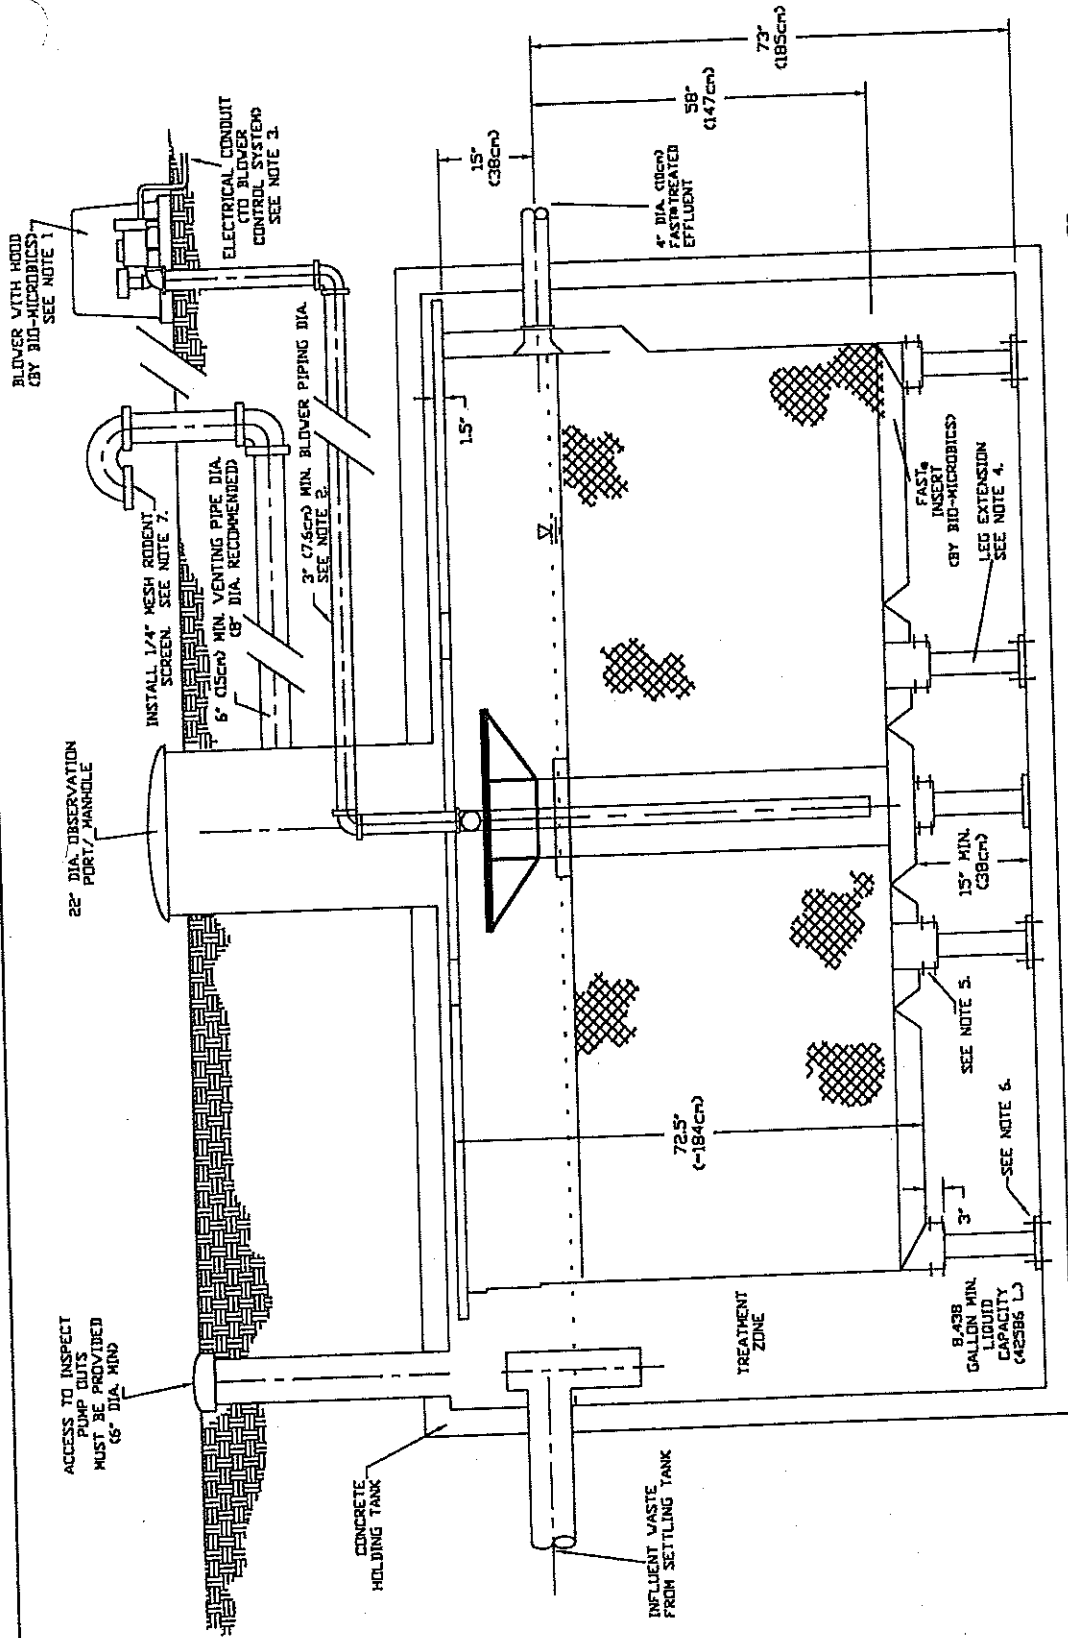 BLOWER WITH HOOD
(BY BIO-MICROBICS)
SEE NOTE 1
ELECTRICAL CONDUIT
(TO BLOWER
CONTROL SYSTEM)
SEE NOTE 3.
INSTALL 1/4" MESH RODENT
SCREEN. SEE NOTE 7.
6" (15cm) MIN. VENTING PIPE DIA.
(8" DIA. RECOMMENDED)
3" (7.6cm) MIN. BLOWER PIPING DIA.
SEE NOTE 2.
22" DIA. OBSERVATION
PORT/ MANHOLE
ACCESS TO INSPECT
PUMP OUTS
MUST BE PROVIDED
(6" DIA. MIN)
CONCRETE
HOLDING TANK
INFLUENT WASTE
FROM SETTLING TANK
15"
(38cm)
4" DIA. (10cm)
FAST® TREATED
EFFLUENT
58"
(147cm)
73"
(185cm)
1.5"
72.5"
(~184cm)
TREATMENT
ZONE
8,438
GALLON MIN.
LIQUID
CAPACITY
(42586 L)
3"
SEE NOTE 6.
SEE NOTE 5.
15" MIN.
(38cm)
LEG EXTENSION
SEE NOTE 4.
FAST®
INSERT
(BY BIO-MICROBICS)